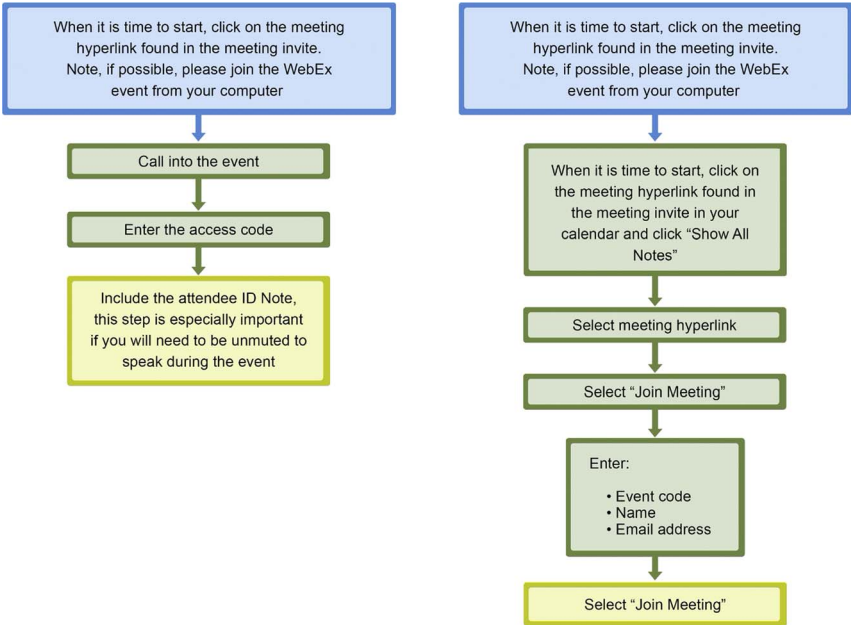 When it is time to start, click on the meeting
hyperlink found in the meeting invite.
Note, if possible, please join the WebEx
event from your computer
Call into the event
Enter the access code
Include the attendee ID Note,
this step is especially important
if you will need to be unmuted to
speak during the event
When it is time to start, click on the meeting
hyperlink found in the meeting invite.
Note, if possible, please join the WebEx
event from your computer
When it is time to start, click on
the meeting hyperlink found in
the meeting invite in your
calendar and click “Show All
Notes”
Select meeting hyperlink
Select “Join Meeting”
Enter:
• Event code
• Name
• Email address
Select “Join Meeting”